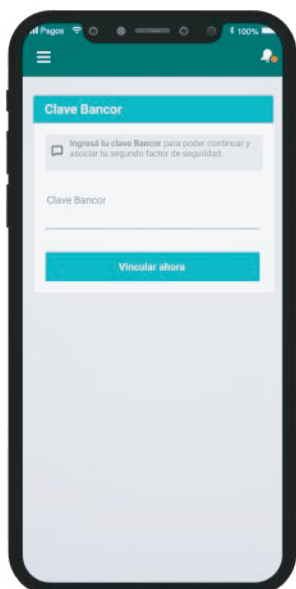 Pagos 100%
Clave Bancor
Ingresá tu clave Bancor para poder continuar y
asociar tu segundo factor de seguridad.
Clave Bancor
Vincular ahora